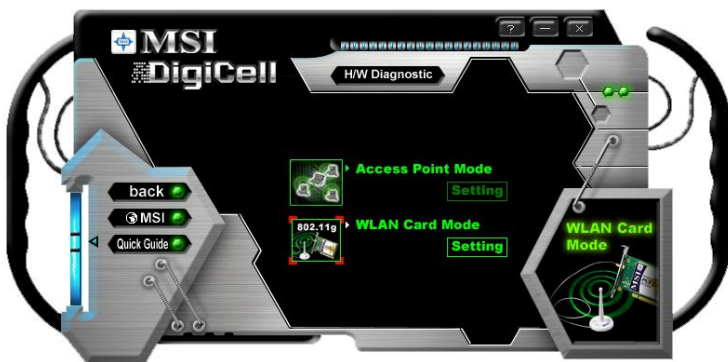 ? — X
MSI
DigiCell
H/W Diagnostic
Access Point Mode
Setting
802.11g
WLAN Card Mode
Setting
back
MSI
Quick Guide
WLAN Card
Mode
MSI